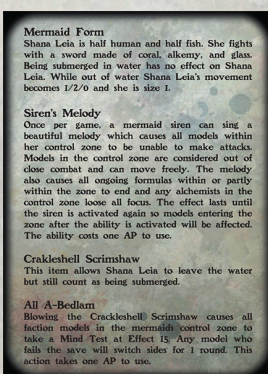 Mermaid Form
Shana Leia is half human and half fish. She fights
with a sword made of coral, alkemy, and glass.
Being submerged in water has no effect on Shana
Leia. While out of water Shana Leia's movement
becomes 1/2/0 and she is size 1.
Siren's Melody
Once per game, a mermaid siren can sing a
beautiful melody which causes all models within
her control zone to be unable to make attacks.
Models in the control zone are considered out of
close combat and can move freely. The melody
also causes all ongoing formulas within or partly
within the zone to end and any alchemists in the
control zone loose all focus. The effect lasts until
the siren is activated again so models entering the
zone after the ability is activated will be affected.
The ability costs one AP to use.
Crakleshell Scrimshaw
This item allows Shana Leia to leave the water
but still count as being submerged.
All A-Bedlam
Blowing the Crackleshell Scrimshaw causes all
faction models in the mermaids control zone to
take a Mind Test at Effect 15. Any model who
fails the save will switch sides for 1 round. This
action takes one AP to use.